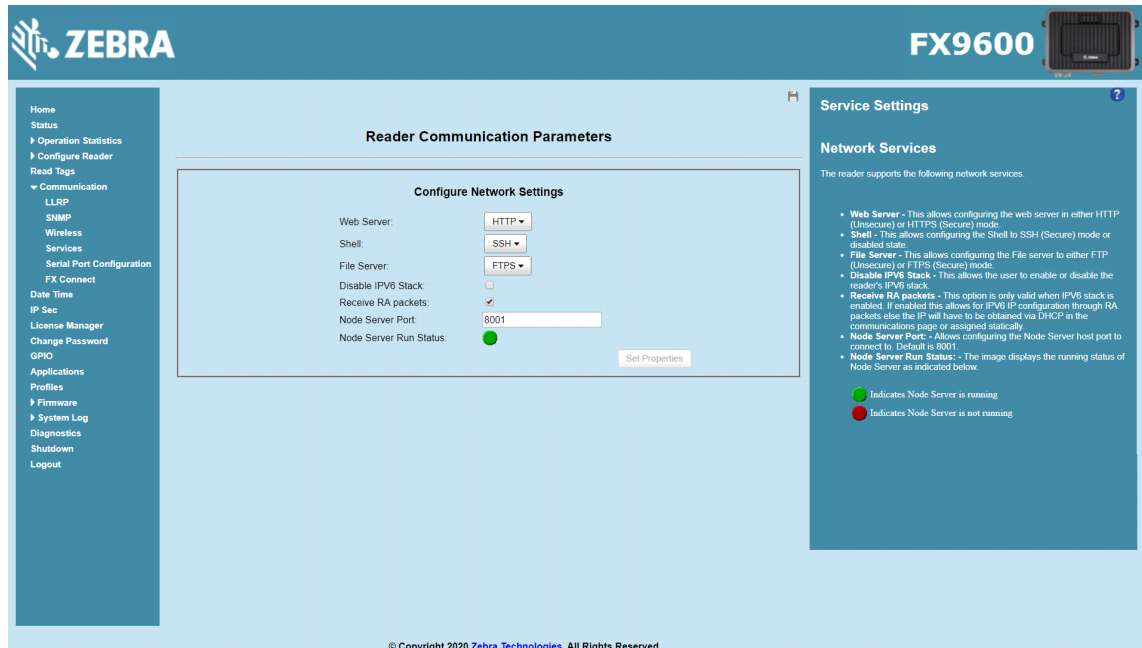 ZEBRA
FX9600
Home
Status
Operation Statistics
Configure Reader
Read Tags
Communication
LLRP
SNMP
Wireless
Services
Serial Port Configuration
FX Connect
Date Time
IP Sec
License Manager
Change Password
GPIO
Applications
Profiles
Firmware
System Log
Diagnostics
Shutdown
Logout
Reader Communication Parameters
Configure Network Settings
Web Server: HTTP
Shell: SSH
File Server: FTPS
Disable IPV6 Stack:
Receive RA packets:
Node Server Port: 8001
Node Server Run Status:
Set Properties
?
Service Settings
Network Services
The reader supports the following network services.
• Web Server - This allows configuring the web server in either HTTP
(Unsecure) or HTTPS (Secure) mode.
• Shell - This allows configuring the Shell to SSH (Secure) mode or
disabled state.
• File Server - This allows configuring the File server to either FTP
(Unsecure) or FTPS (Secure) mode.
• Disable IPV6 Stack - This allows the user to enable or disable the
reader's IPV6 stack.
• Receive RA packets - This option is only valid when IPV6 stack is
enabled. If enabled this allows for IPV6 IP configuration through RA
packets else the IP will have to be obtained via DHCP in the
communications page or assigned statically.
• Node Server Port: - Allows configuring the Node Server host port to
connect to. Default is 8001.
• Node Server Run Status: - The image displays the running status of
Node Server as indicated below.
Indicates Node Server is running
Indicates Node Server is not running
© Copyright 2020 Zebra Technologies. All Rights Reserved